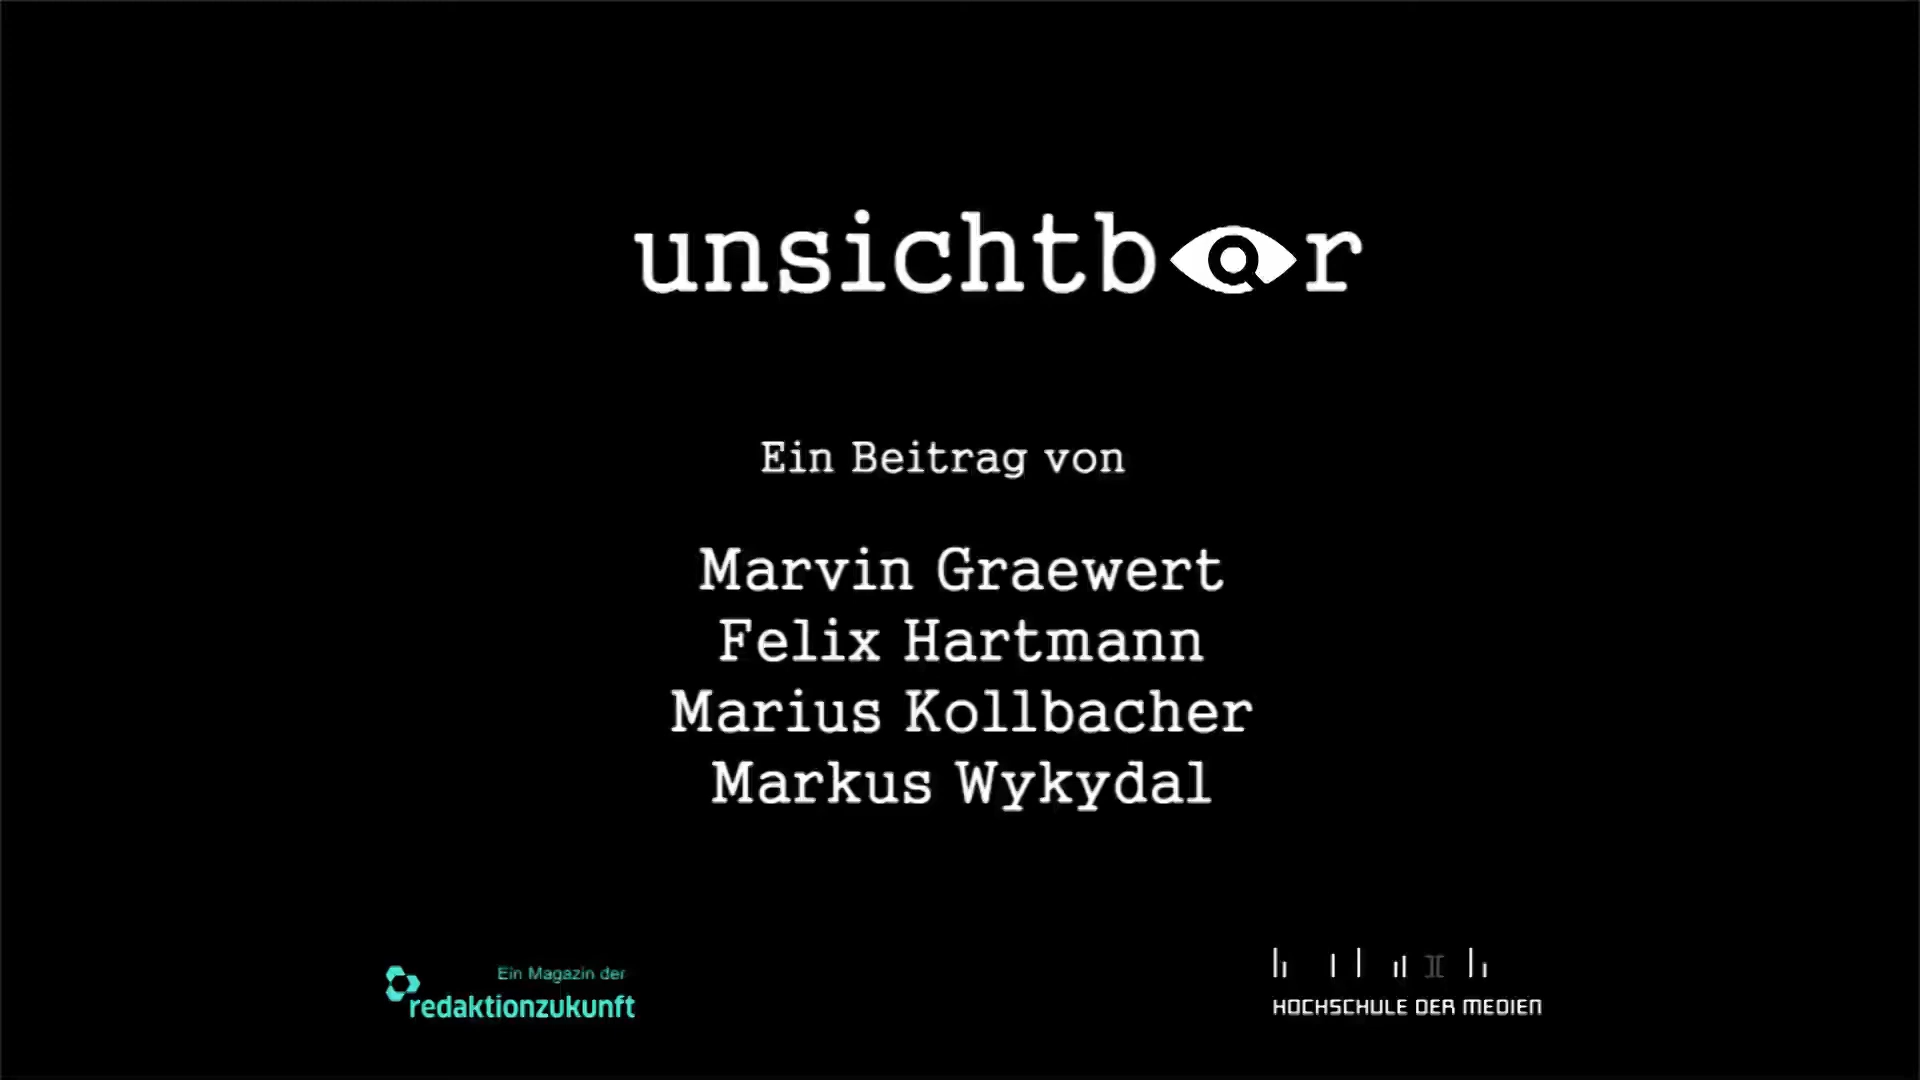 unsichtbar
Ein Beitrag von
Marvin Graewert
Felix Hartmann
Marius Kollbacher
Markus Wykydal
Ein Magazin der
redaktionzukunft
HOCHSCHULE DER MEDIEN